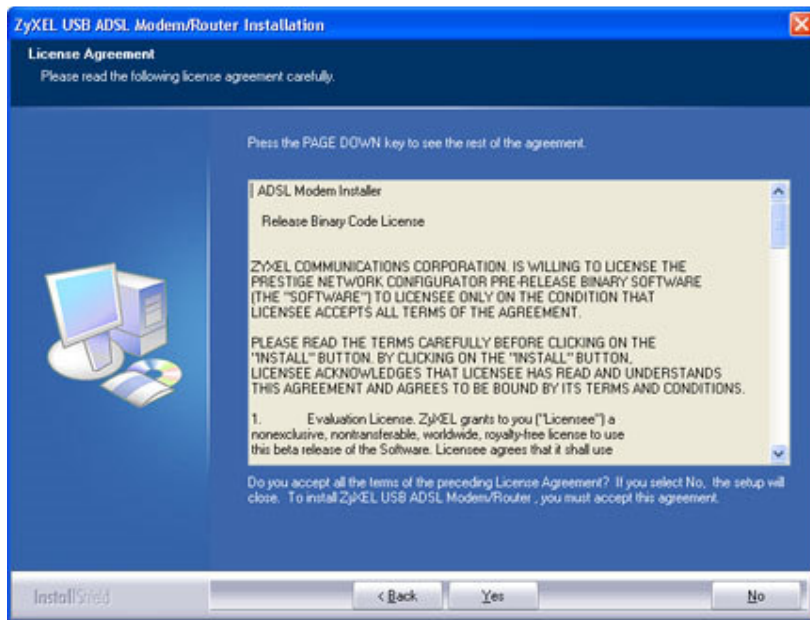 ZyXEL USB ADSL Modem/Router Installation
License Agreement
Please read the following license agreement carefully.
Press the PAGE DOWN key to see the rest of the agreement.
ADSL Modem Installer
Release Binary Code License
ZYXEL COMMUNICATIONS CORPORATION. IS WILLING TO LICENSE THE
PRESTIGE NETWORK CONFIGURATOR PRE-RELEASE BINARY SOFTWARE
(THE "SOFTWARE") TO LICENSEE ONLY ON THE CONDITION THAT
LICENSEE ACCEPTS ALL TERMS OF THE AGREEMENT.
PLEASE READ THE TERMS CAREFULLY BEFORE CLICKING ON THE
"INSTALL" BUTTON. BY CLICKING ON THE "INSTALL" BUTTON,
LICENSEE ACKNOWLEDGES THAT LICENSEE HAS READ AND UNDERSTANDS
THIS AGREEMENT AND AGREES TO BE BOUND BY ITS TERMS AND CONDITIONS.
1. Evaluation License. ZyXEL grants to you ("Licensee") a
nonexclusive, nontransferable, worldwide, royalty-free license to use
this beta release of the Software. Licensee agrees that it shall use
Do you accept all the terms of the preceding License Agreement? If you select No, the setup will
close. To install ZyXEL USB ADSL Modem/Router , you must accept this agreement.
InstallShield
< Back
Yes
No